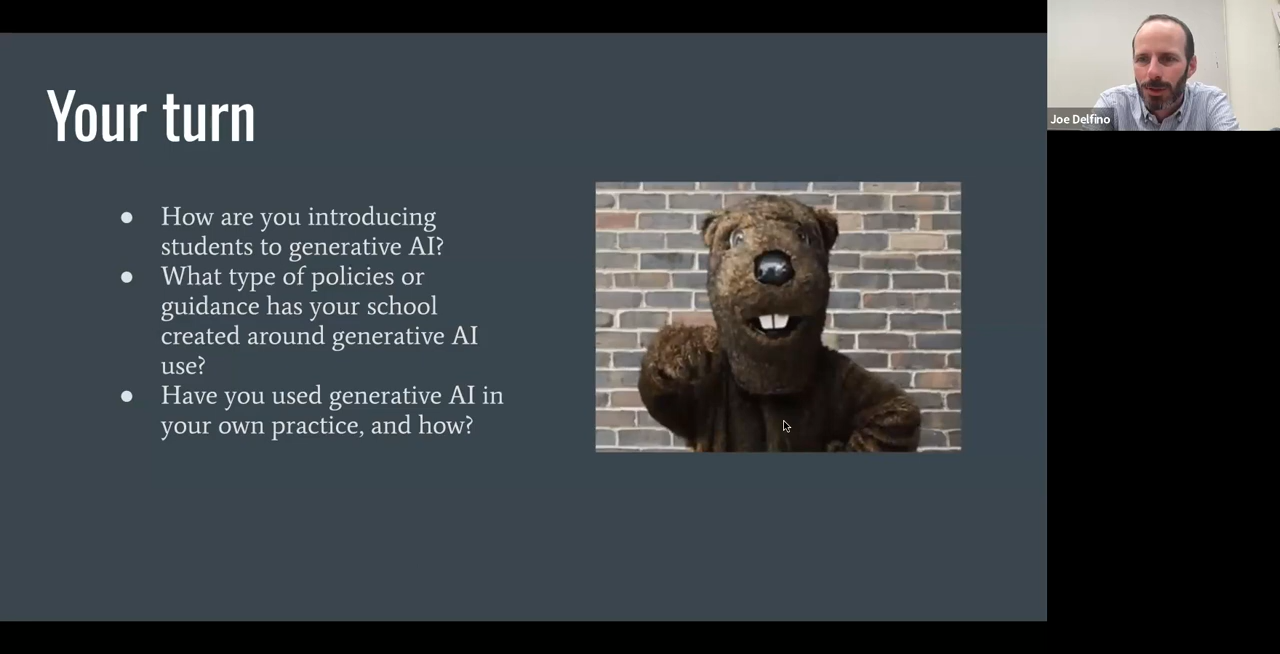 Your turn
● How are you introducing
students to generative AI?
● What type of policies or
guidance has your school
created around generative AI
use?
● Have you used generative AI in
your own practice, and how?
Joe Delfino